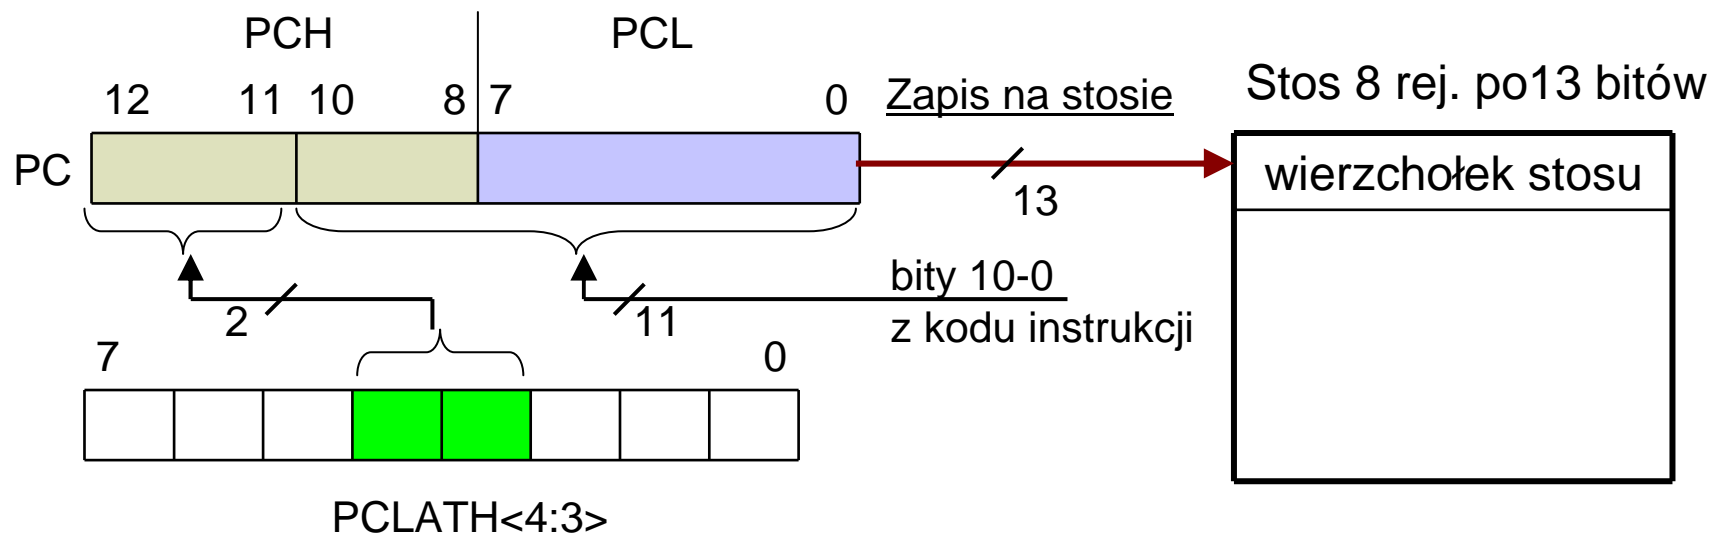 PCH PCL
12 11 10 8 7 0 Zapis na stosie Stos 8 rej. po13 bitów
PC wierzchołek stosu
13
bity 10-0
2 11 z kodu instrukcji
7 0
PCLATH<4:3>